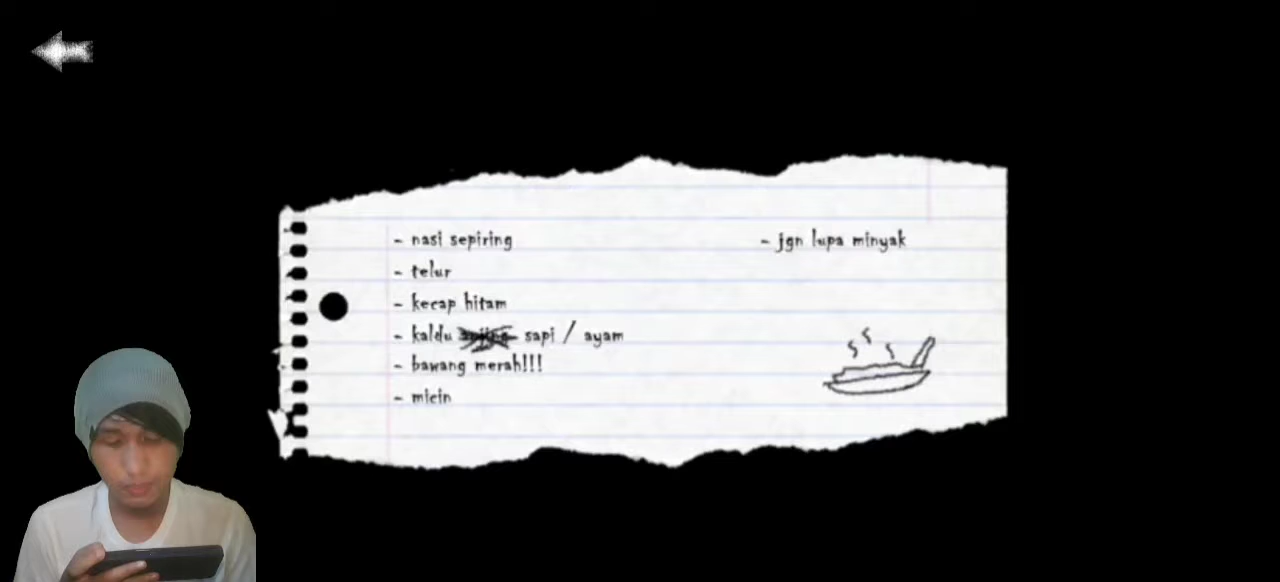 - nasi sepiring
- telur
- kecap hitam
- kaldu sapi / ayam
- bawang merah!!!
- micin
- jgn lupa minyak